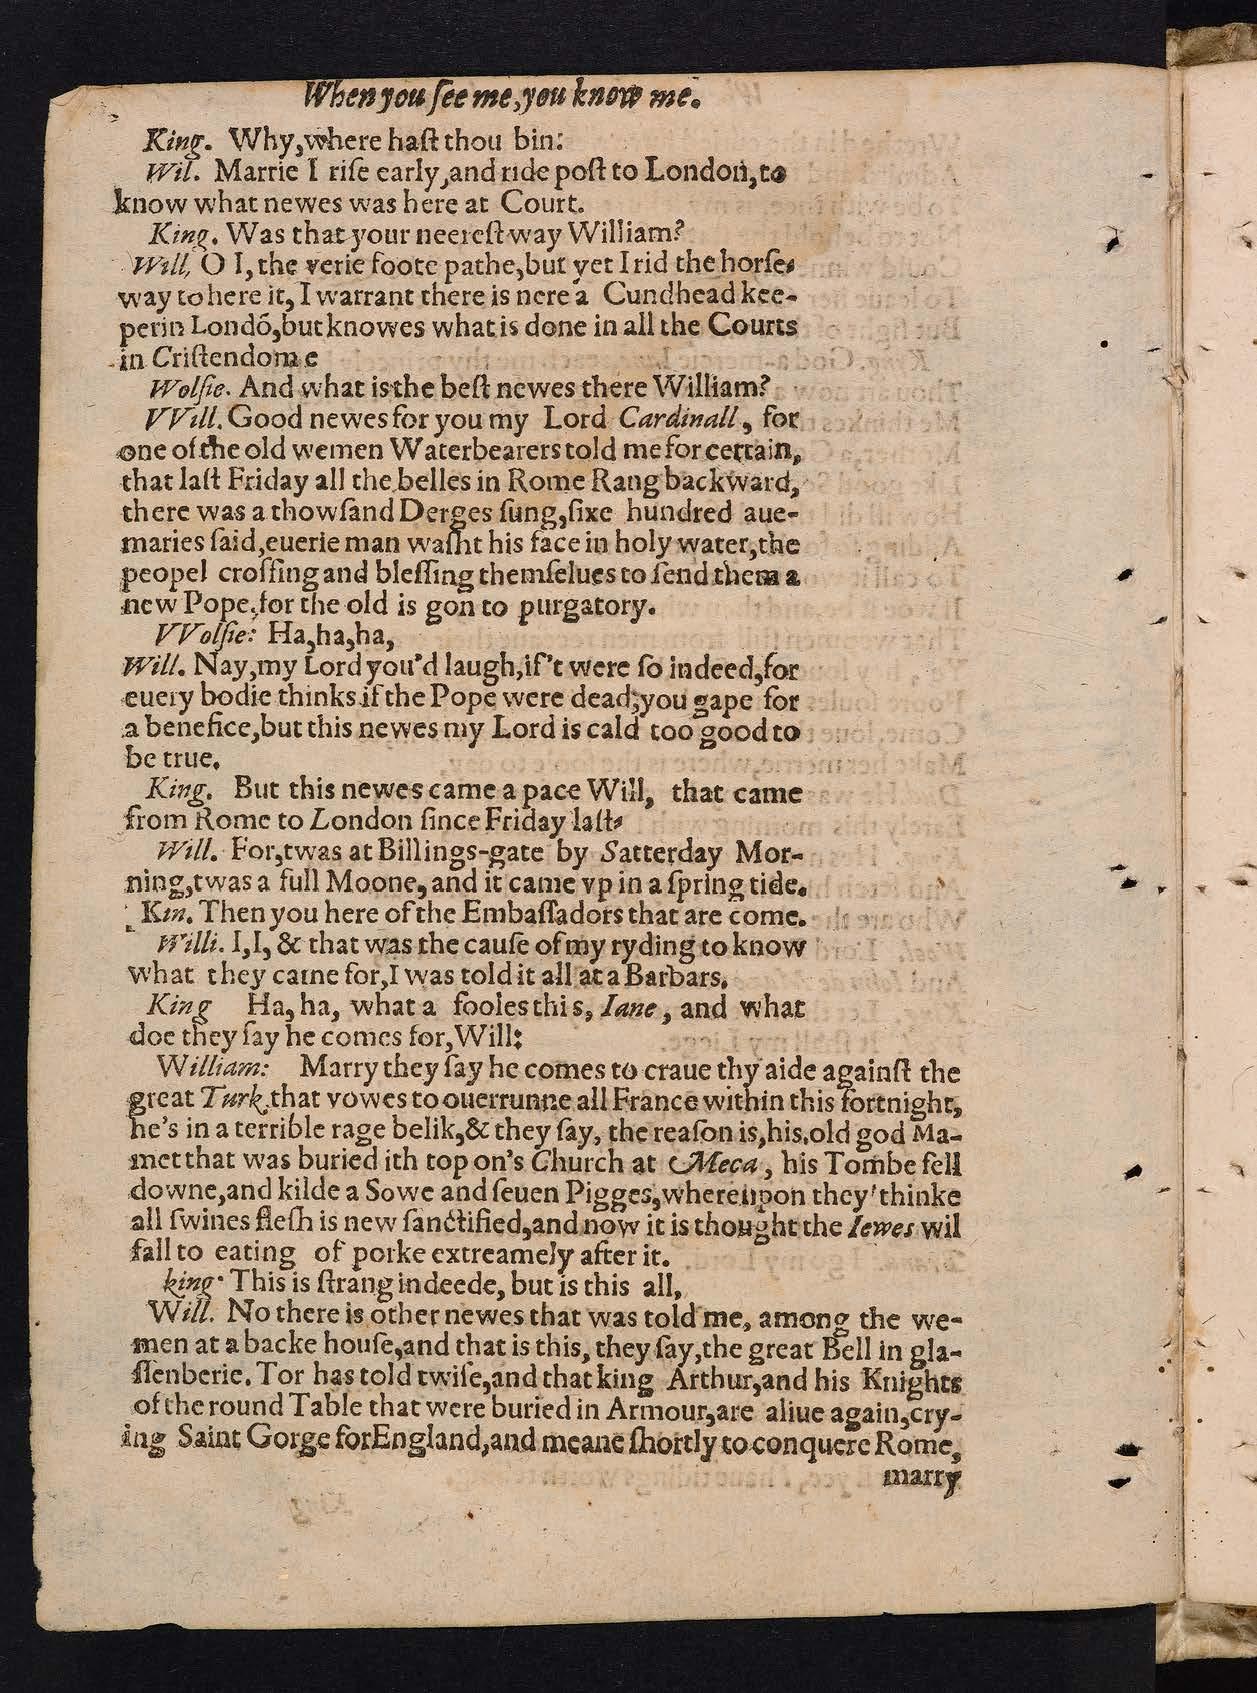 When you ſee me, you know me.
King. Why, where haſt thou bin:
Wil. Marrie I riſe early, and ride poſt to London, to
know what newes was here at Court.
King. Was that your neereſt way William?
Will, O I, the verie foote pathe, but yet I rid the horſe,
way to here it, I warrant there is nere a Cundhead kee-
per in Londō, but knowes what is done in all the Courts
in Criſtendome
Wolſie. And what is the beſt newes there William?
VVill. Good newes for you my Lord Cardinall, for
one of the old wemen Waterbearers told me for certain,
that laſt Friday all the belles in Rome Rang backward,
there was a thowſand Derges ſung, ſixe hundred aue-
maries ſaid, euerie man waſht his face in holy water, the
peopel croſſing and bleſſing themſelues to ſend them a
new Pope, for the old is gon to purgatory.
VVolſie: Ha, ha, ha,
Will. Nay, my Lord you'd laugh, if't were ſo indeed, for
euery bodie thinks if the Pope were dead, you gape for
a benefice, but this newes my Lord is cald too good to
be true.
King. But this newes came a pace Will, that came
from Rome to London ſince Friday laſt,
Will. For, twas at Billings-gate by Satterday Mor-
ning, twas a full Moone, and it came vp in a ſpring tide.
Kin. Then you here of the Embaſſadors that are come.
Willi. I, I, & that was the cauſe of my ryding to know
what they came for, I was told it all at a Barbars.
King Ha, ha, what a fooles this, Iane, and what
doe they ſay he comes for, Will:
William: Marry they ſay he comes to craue thy aide againſt the
great Turk, that vowes to ouerrunne all France within this fortnight,
he's in a terrible rage belik, & they ſay, the reaſon is, his old god Ma-
met that was buried ith top on's Church at Meca, his Tombe fell
downe, and kilde a Sowe and ſeuen Pigges, whereupon they thinke
all ſwines fleſh is new ſanctified, and now it is thought the Iewes wil
fall to eating of porke extreamely after it.
king. This is ſtrang indeede, but is this all,
Will. No there is other newes that was told me, among the we-
men at a backe houſe, and that is this, they ſay, the great Bell in gla-
ſſenberie. Tor has told twiſe, and that king Arthur, and his Knights
of the round Table that were buried in Armour, are aliue again, cry-
ing Saint Gorge for England, and meane ſhortly to conquere Rome,
marry